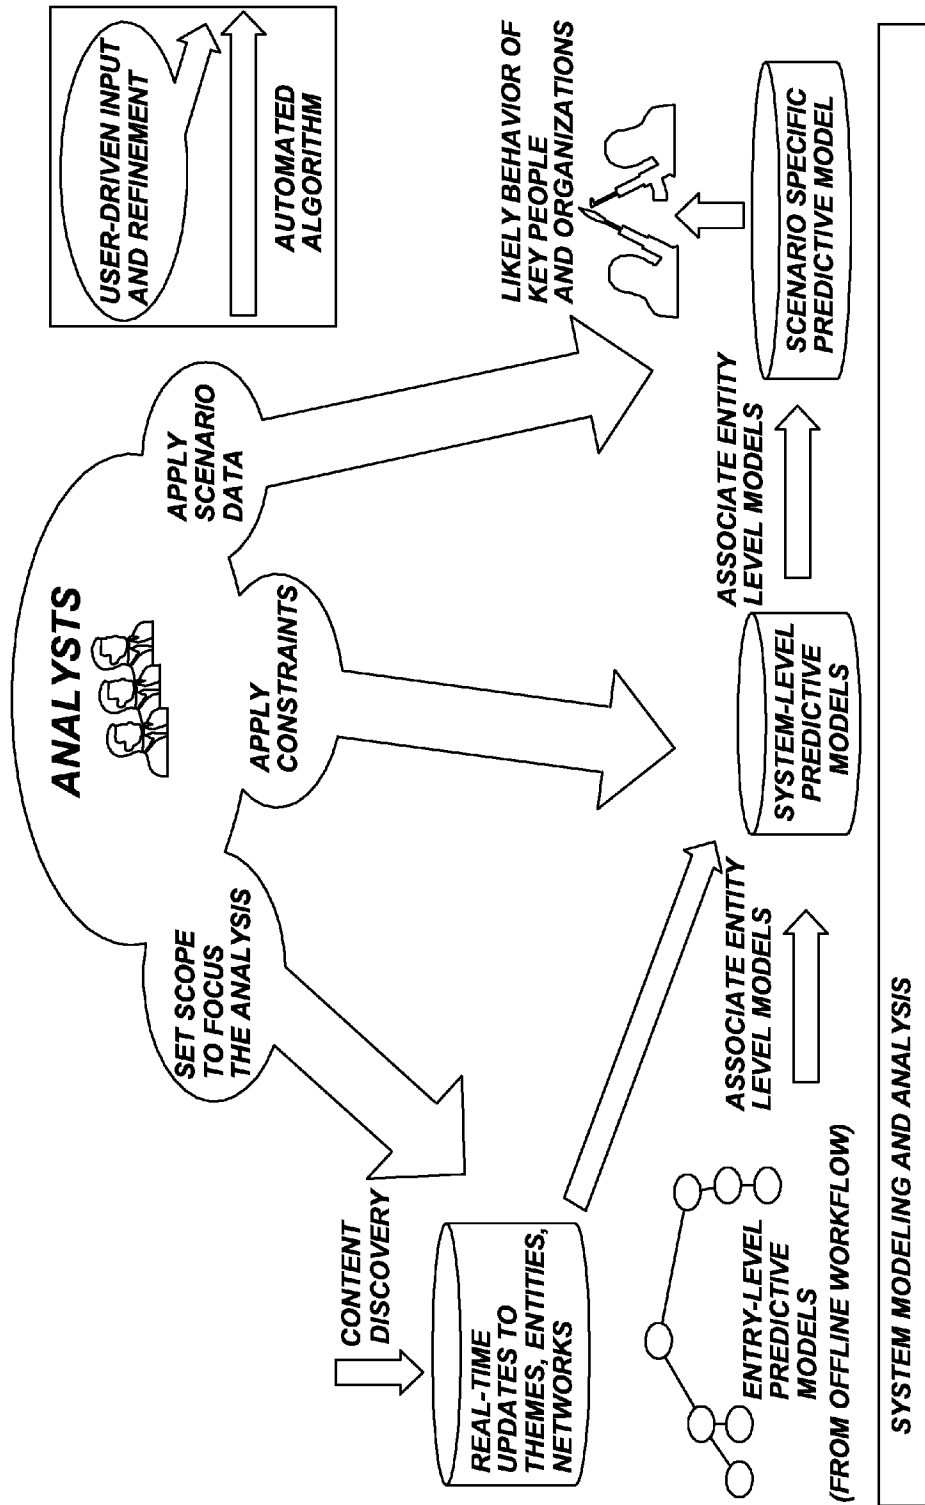 ANALYSTS
SET SCOPE
TO FOCUS
THE ANALYSIS
APPLY
CONSTRAINTS
APPLY
SCENARIO
DATA
USER-DRIVEN INPUT
AND REFINEMENT
AUTOMATED
ALGORITHM
CONTENT
DISCOVERY
REAL-TIME
UPDATES TO
THEMES, ENTITIES,
NETWORKS
LIKELY BEHAVIOR OF
KEY PEOPLE
AND ORGANIZATIONS
ENTRY-LEVEL
PREDICTIVE
MODELS
(FROM OFFLINE WORKFLOW)
ASSOCIATE ENTITY
LEVEL MODELS
SYSTEM-LEVEL
PREDICTIVE
MODELS
ASSOCIATE ENTITY
LEVEL MODELS
SCENARIO SPECIFIC
PREDICTIVE MODEL
SYSTEM MODELING AND ANALYSIS